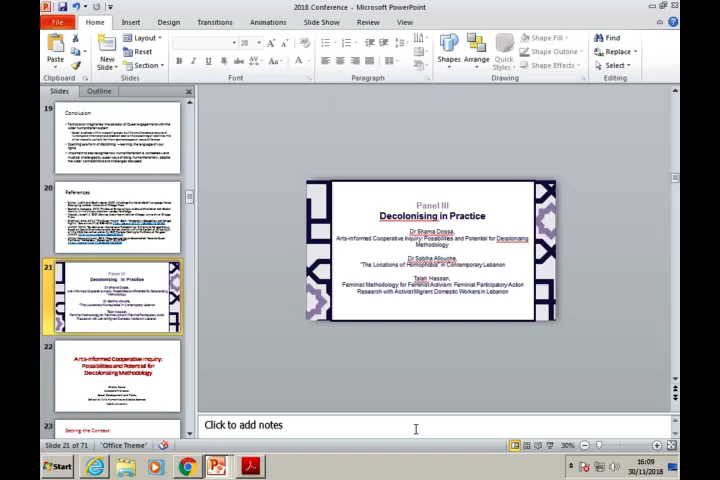 2018 Conference - Microsoft PowerPoint
File
Home
Insert
Design
Transitions
Animations
Slide Show
Review
View
Paste
Clipboard
New
Slide
Layout
Reset
Section
Slides
28
Font
Paragraph
Shapes
Arrange
Quick
Styles
Shape Fill
Shape Outline
Shape Effects
Drawing
Find
Replace
Select
Editing
Slides
Outline
19
Conclusion
20
References
21
Panel III
Decolonising in Practice
22
Arts-Informed Cooperative Inquiry:
Possibilities and Potential for
Decolonising Methodology
23
Setting the Context
Panel III
Decolonising in Practice
Dr Shama Dossa,
Arts-informed Cooperative Inquiry: Possibilities and Potential for Decolonising
Methodology
Dr Sabiha Allouche,
"The Locations of Homophobia" in Contemporary Lebanon
Talah Hassan,
Feminist Methodology for Feminist Activism: Feminist Participatory Action
Research with Activist Migrant Domestic Workers in Lebanon
Click to add notes
Slide 21 of 71
"Office Theme"
30%
Start
16:09
30/11/2018